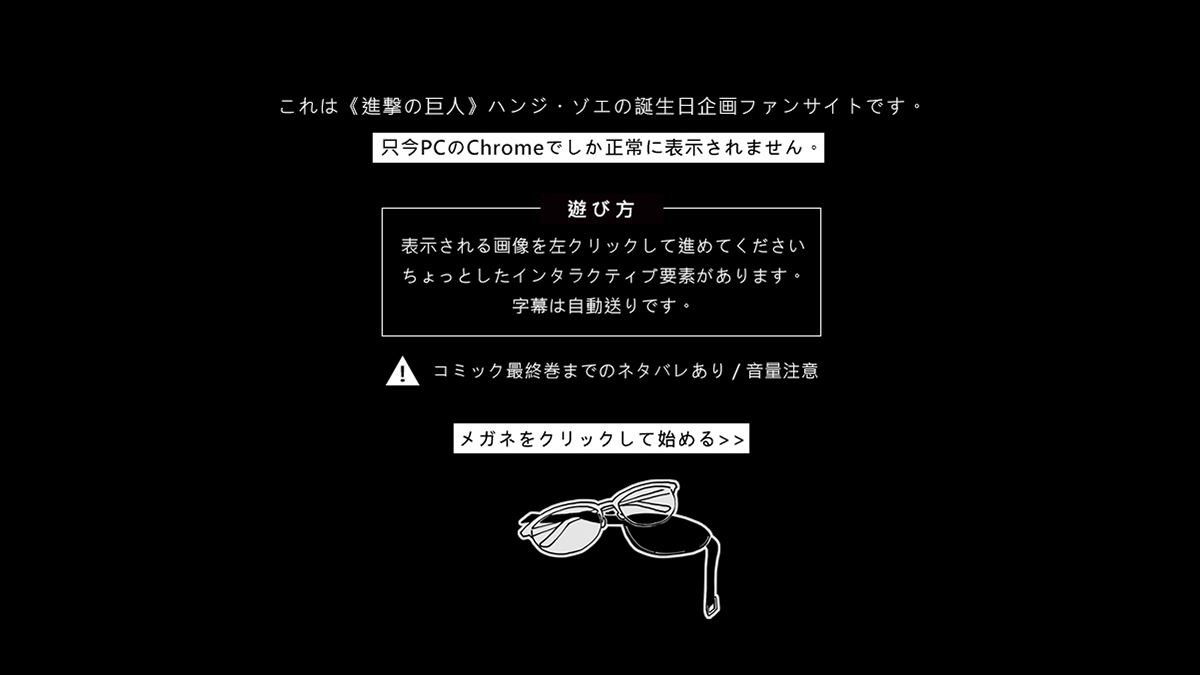 これは《進撃の巨人》ハンジ・ゾエの誕生日企画ファンサイトです。
只今PCのChromeでしか正常に表示されません。
遊び方
表示される画像を左クリックして進めてください
ちょっとしたインタラクティブ要素があります。
字幕は自動送りです。
コミック最終巻までのネタバレあり / 音量注意
メガネをクリックして始める>>